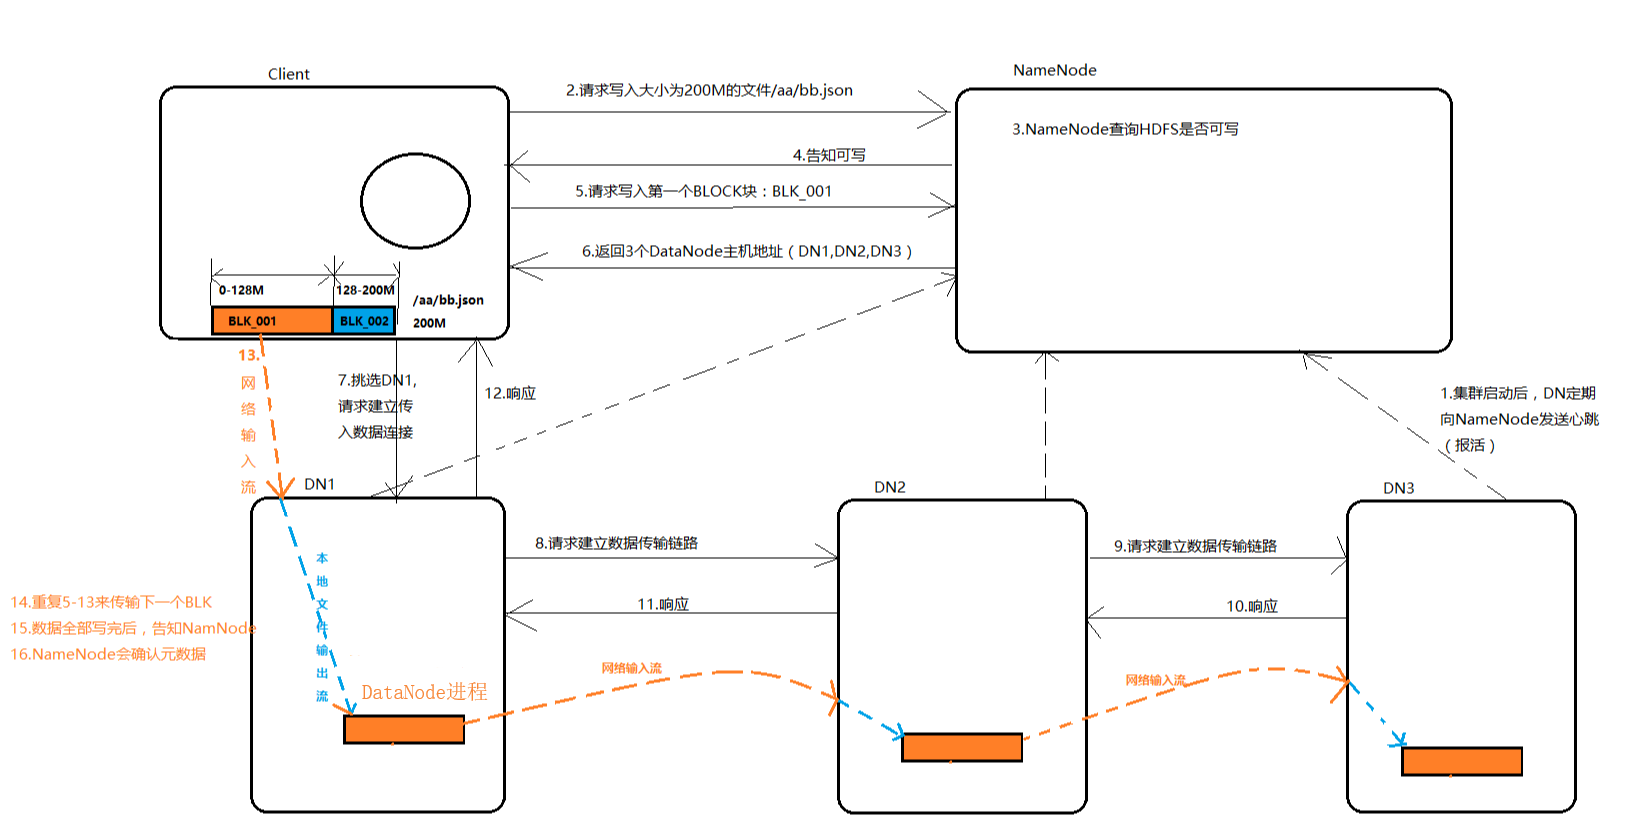 Client
NameNode
2.请求写入大小为200M的文件/aa/bb.json
3.NameNode查询HDFS是否可写
4.告知可写
5.请求写入第一个BLOCK块：BLK_001
6.返回3个DataNode主机地址（DN1,DN2,DN3）
0-128M
128-200M
/aa/bb.json
200M
BLK_001
BLK_002
13.
网
络
输
入
流
7.挑选DN1,
请求建立传
入数据连接
12.响应
1.集群启动后，DN定期
向NameNode发送心跳
（报活）
DN1
DN2
DN3
8.请求建立数据传输链路
9.请求建立数据传输链路
11.响应
10.响应
本
地
文
件
输
出
流
14.重复5-13来传输下一个BLK
15.数据全部写完后，告知NamNode
16.NameNode会确认元数据
DataNode进程
网络输入流
网络输入流